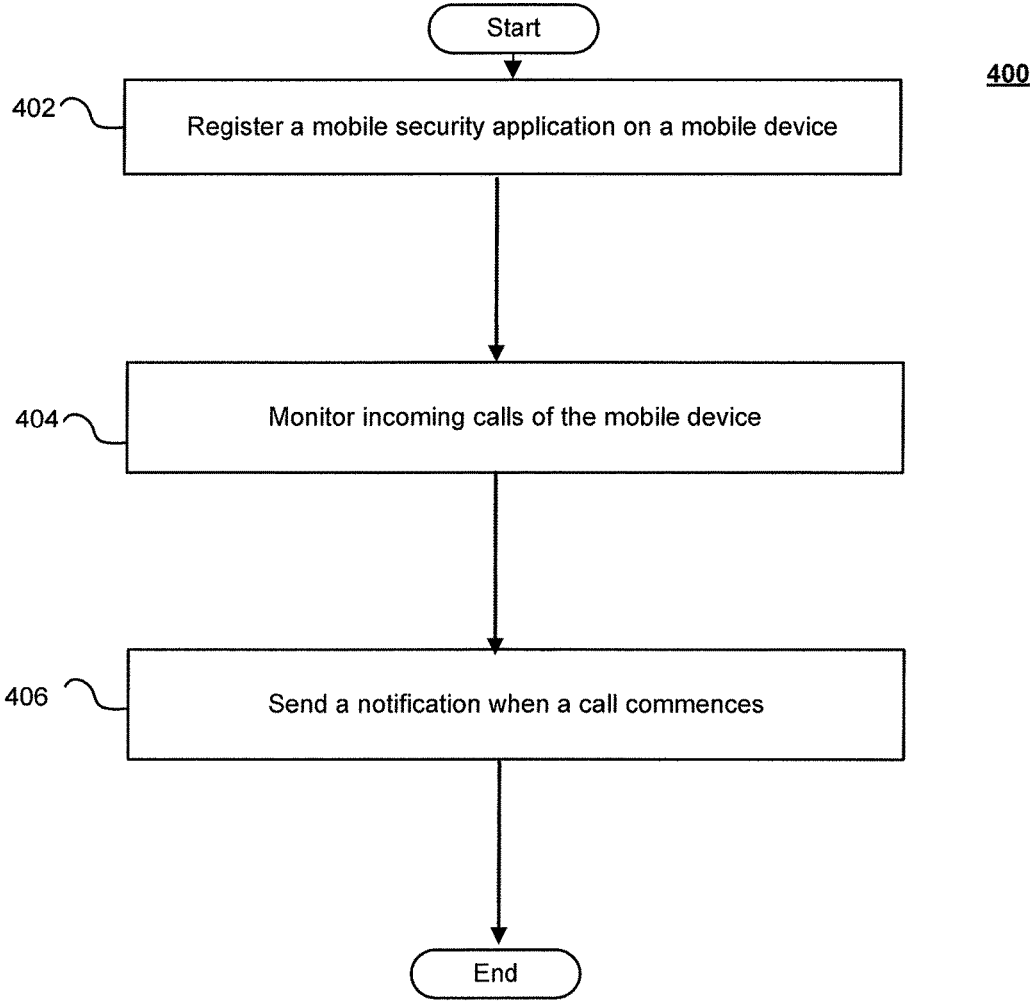 Start
400
402
Register a mobile security application on a mobile device
404
Monitor incoming calls of the mobile device
406
Send a notification when a call commences
End